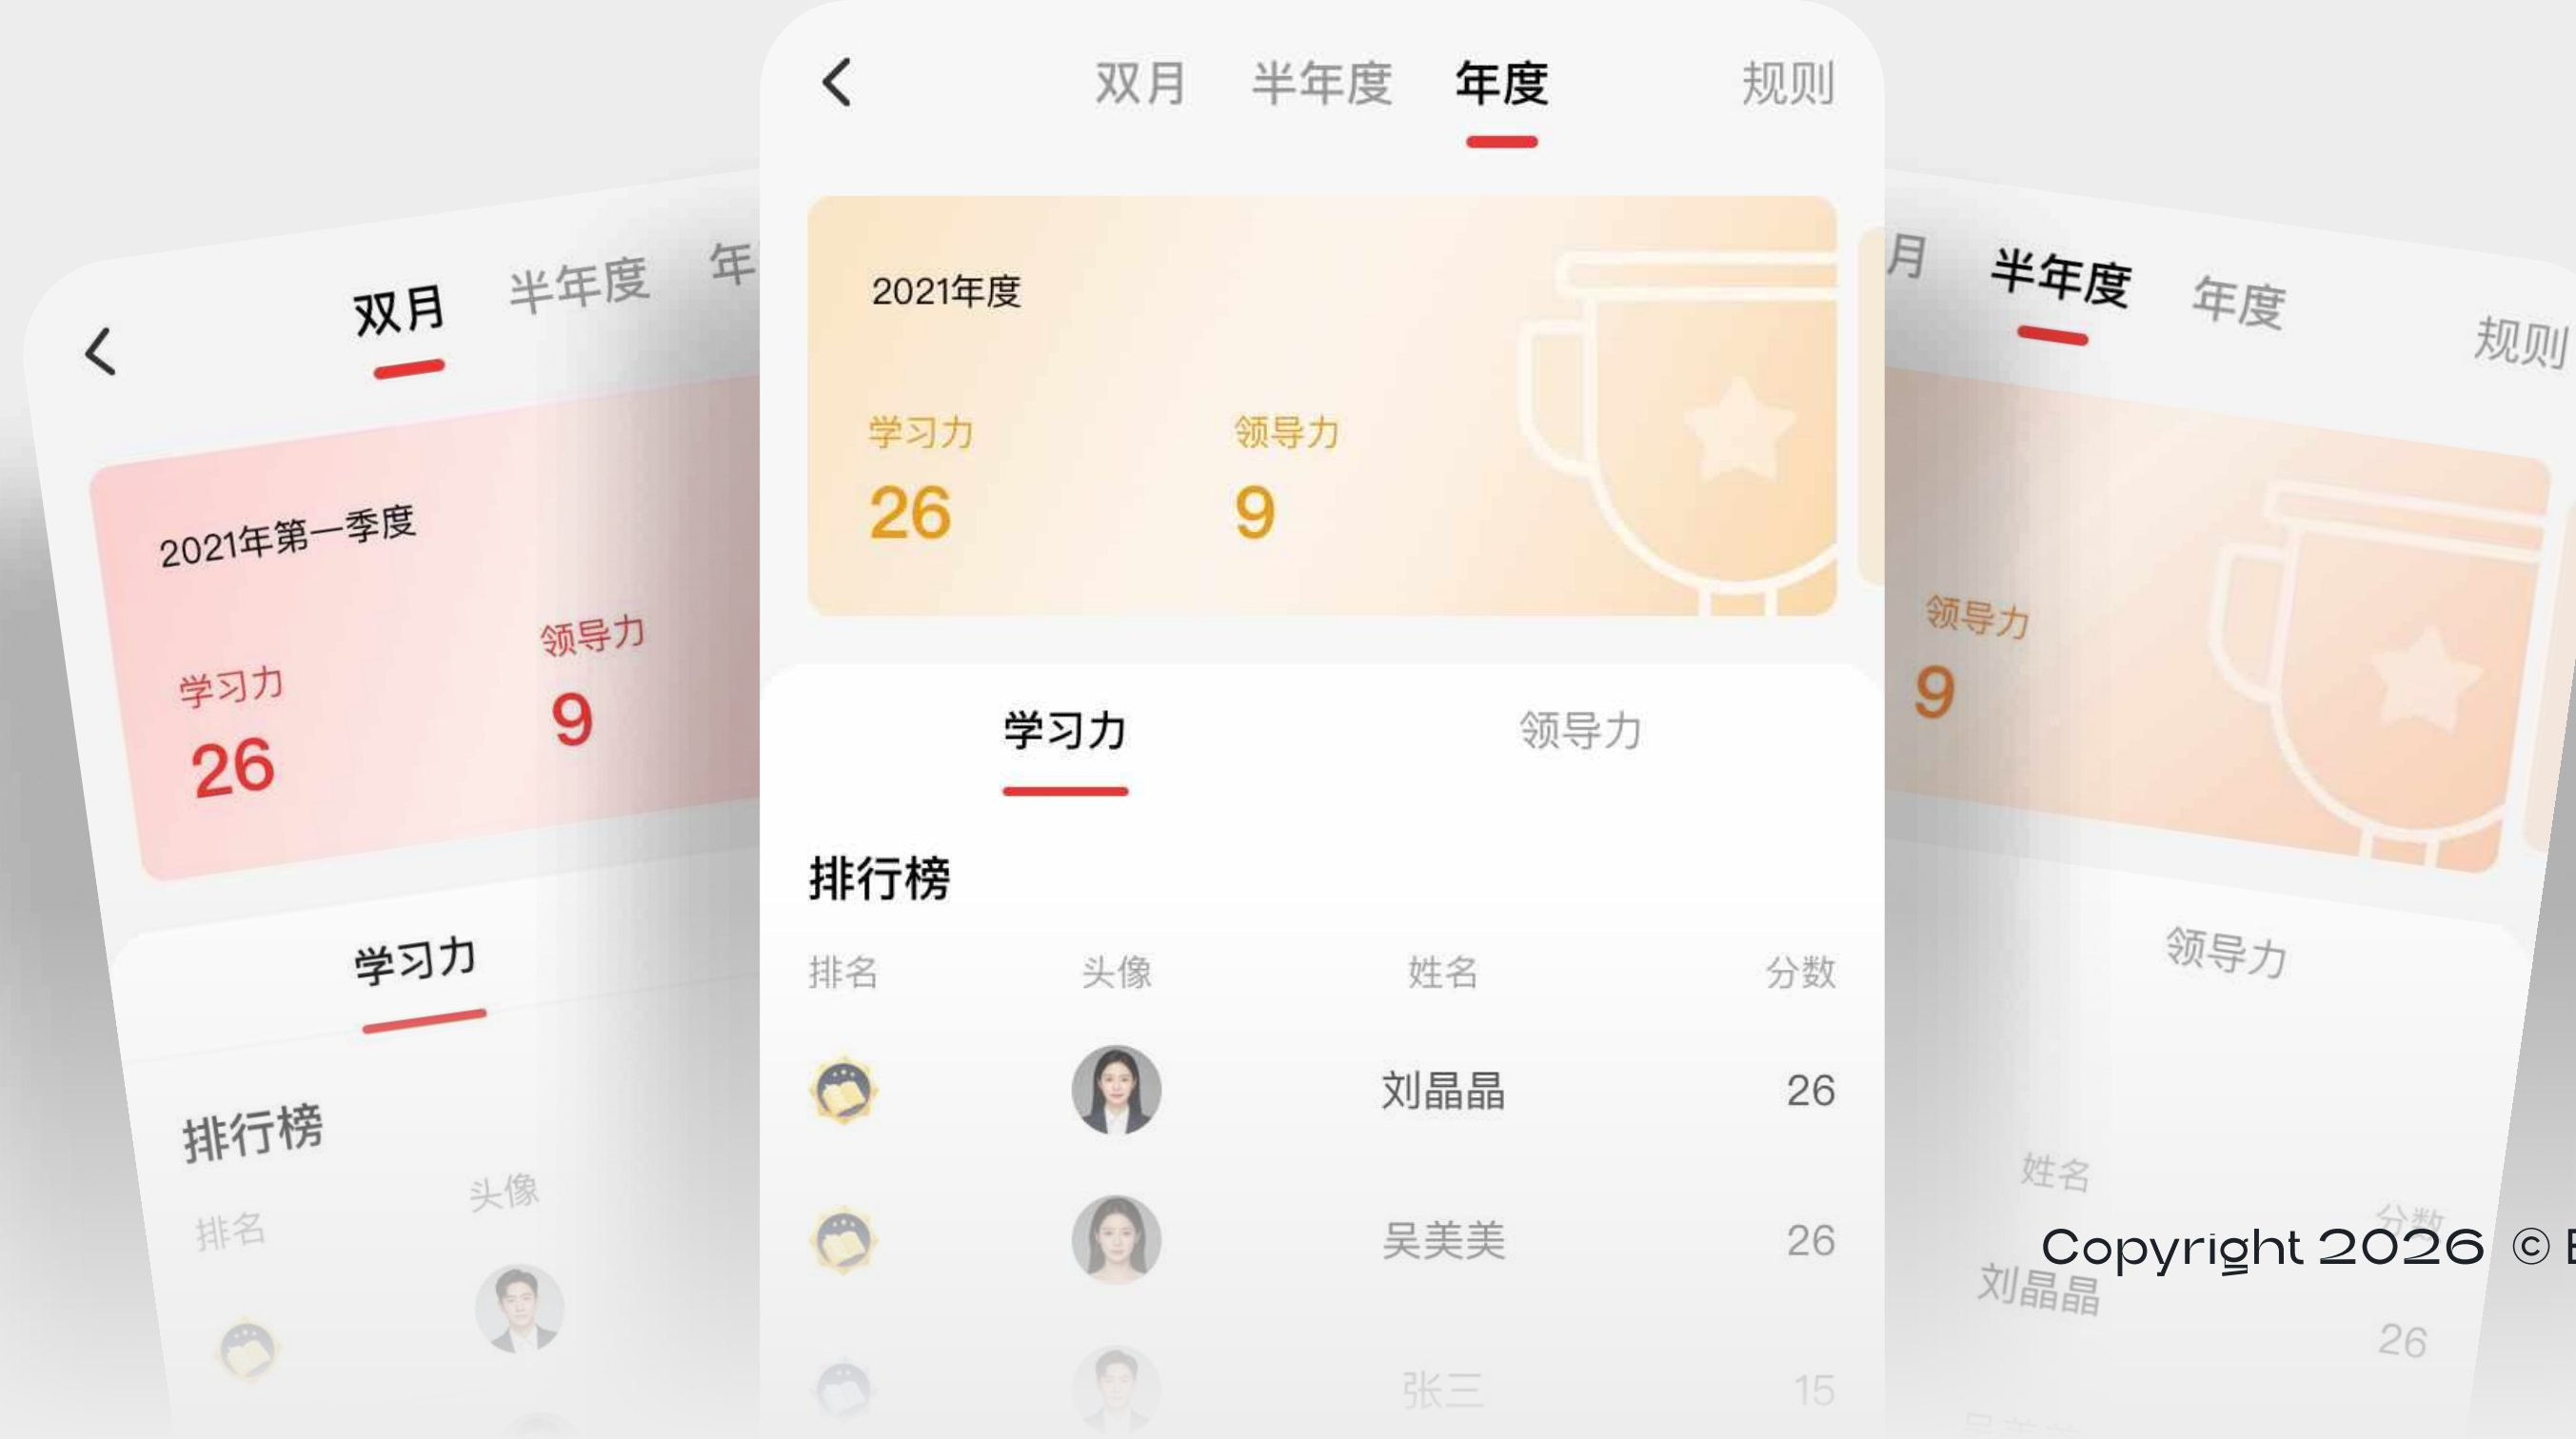 双月 半年度 年度 规则
2021年度
学习力 领导力
26 9
学习力 领导力
排行榜
排名 头像 姓名 分数
刘晶晶 26
吴美美 26
张三 15
双月 半年度 年
2021年第一季度
学习力 领导力
26 9
学习力
排行榜
排名 头像
月 半年度 年度 规则
领导力
9
领导力
姓名 分数
刘晶晶 26
Copyright 2026 ©